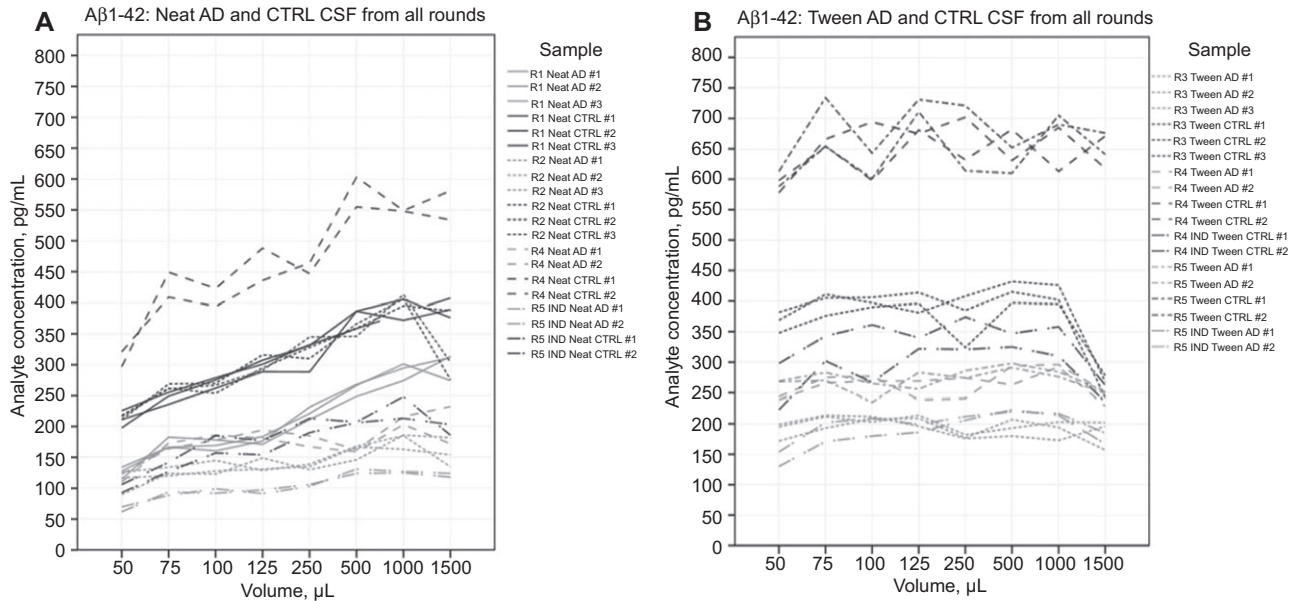 A
Aβ1-42: Neat AD and CTRL CSF from all rounds
Analyte concentration, pg/mL
800
750
700
650
600
550
500
450
400
350
300
250
200
150
100
50
0
50 75 100 125 250 500 1000 1500
Volume, µL
Sample
R1 Neat AD #1
R1 Neat AD #2
R1 Neat AD #3
R1 Neat CTRL #1
R1 Neat CTRL #2
R1 Neat CTRL #3
R2 Neat AD #1
R2 Neat AD #2
R2 Neat AD #3
R2 Neat CTRL #1
R2 Neat CTRL #2
R2 Neat CTRL #3
R4 Neat AD #1
R4 Neat AD #2
R4 Neat CTRL #1
R4 Neat CTRL #2
R5 IND Neat AD #1
R5 IND Neat AD #2
R5 IND Neat CTRL #1
R5 IND Neat CTRL #2
B
Aβ1-42: Tween AD and CTRL CSF from all rounds
Analyte concentration, pg/mL
800
750
700
650
600
550
500
450
400
350
300
250
200
150
100
50
0
50 75 100 125 250 500 1000 1500
Volume, µL
Sample
R3 Tween AD #1
R3 Tween AD #2
R3 Tween AD #3
R3 Tween CTRL #1
R3 Tween CTRL #2
R3 Tween CTRL #3
R4 Tween AD #1
R4 Tween AD #2
R4 Tween CTRL #1
R4 Tween CTRL #2
R4 IND Tween CTRL #1
R4 IND Tween CTRL #2
R5 Tween AD #1
R5 Tween AD #2
R5 Tween CTRL #1
R5 Tween CTRL #2
R5 IND Tween AD #1
R5 IND Tween AD #2